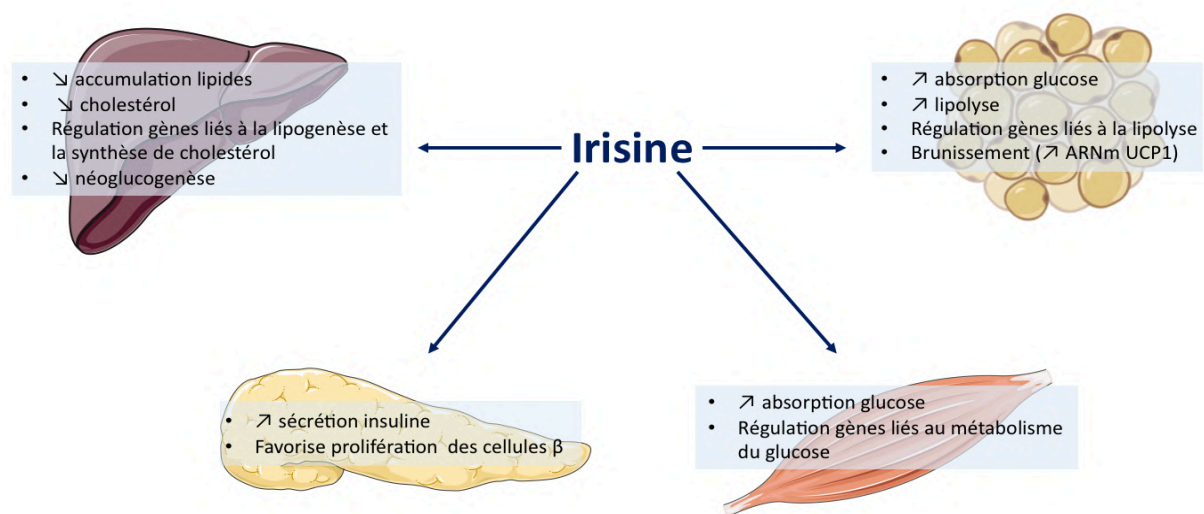 • ↘ accumulation lipides
• ↘ cholestérol
• Régulation gènes liés à la lipogenèse et
la synthèse de cholestérol
• ↘ néoglucogenèse
Irisine
• ↗ absorption glucose
• ↗ lipolyse
• Régulation gènes liés à la lipolyse
• Brunissement (↗ ARNm UCP1)
• ↗ sécrétion insuline
• Favorise prolifération des cellules β
• ↗ absorption glucose
• Régulation gènes liés au métabolisme
du glucose